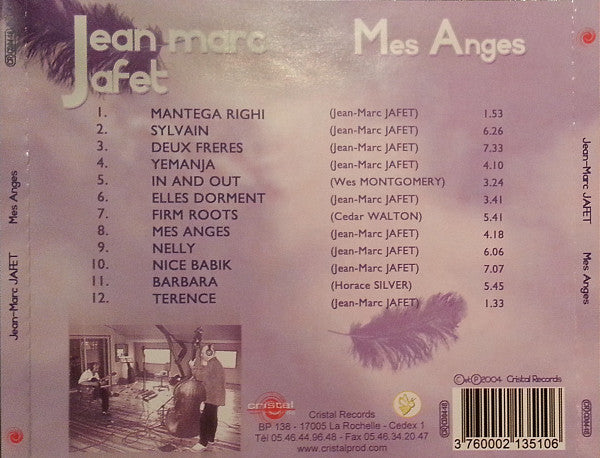 Jean marc
Jafet
Mes Anges
1. MANTEGA RIGHI (Jean-Marc JAFET) 1.53
2. SYLVAIN (Jean-Marc JAFET) 6.26
3. DEUX FRERES (Jean-Marc JAFET) 7.33
4. YEMANJA (Jean-Marc JAFET) 4.10
5. IN AND OUT (Wes MONTGOMERY) 3.24
6. ELLES DORMENT (Jean-Marc JAFET) 3.41
7. FIRM ROOTS (Cedar WALTON) 5.41
8. MES ANGES (Jean-Marc JAFET) 4.18
9. NELLY (Jean-Marc JAFET) 6.06
10. NICE BABIK (Jean-Marc JAFET) 7.07
11. BARBARA (Horace SILVER) 5.45
12. TERENCE (Jean-Marc JAFET) 1.33
Jean-Marc JAFET Mes Anges
Jean-Marc JAFET Mes Anges
cristal
Cristal Records
BP 138 - 17005 La Rochelle - Cedex 1
Tél 05.46.44.96.48 - Fax 05.46.34.20.47
www.cristalprod.com
©et℗2004 Cristal Records
3 760002 135106